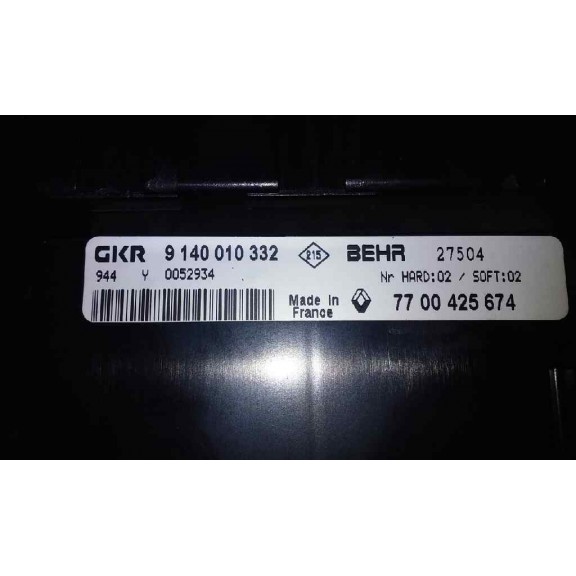 GKR 9 140 010 332 215 BEHR 27504
944 Y 0052934 Nr HARD:02 / SOFT:02
Made in France 77 00 425 674